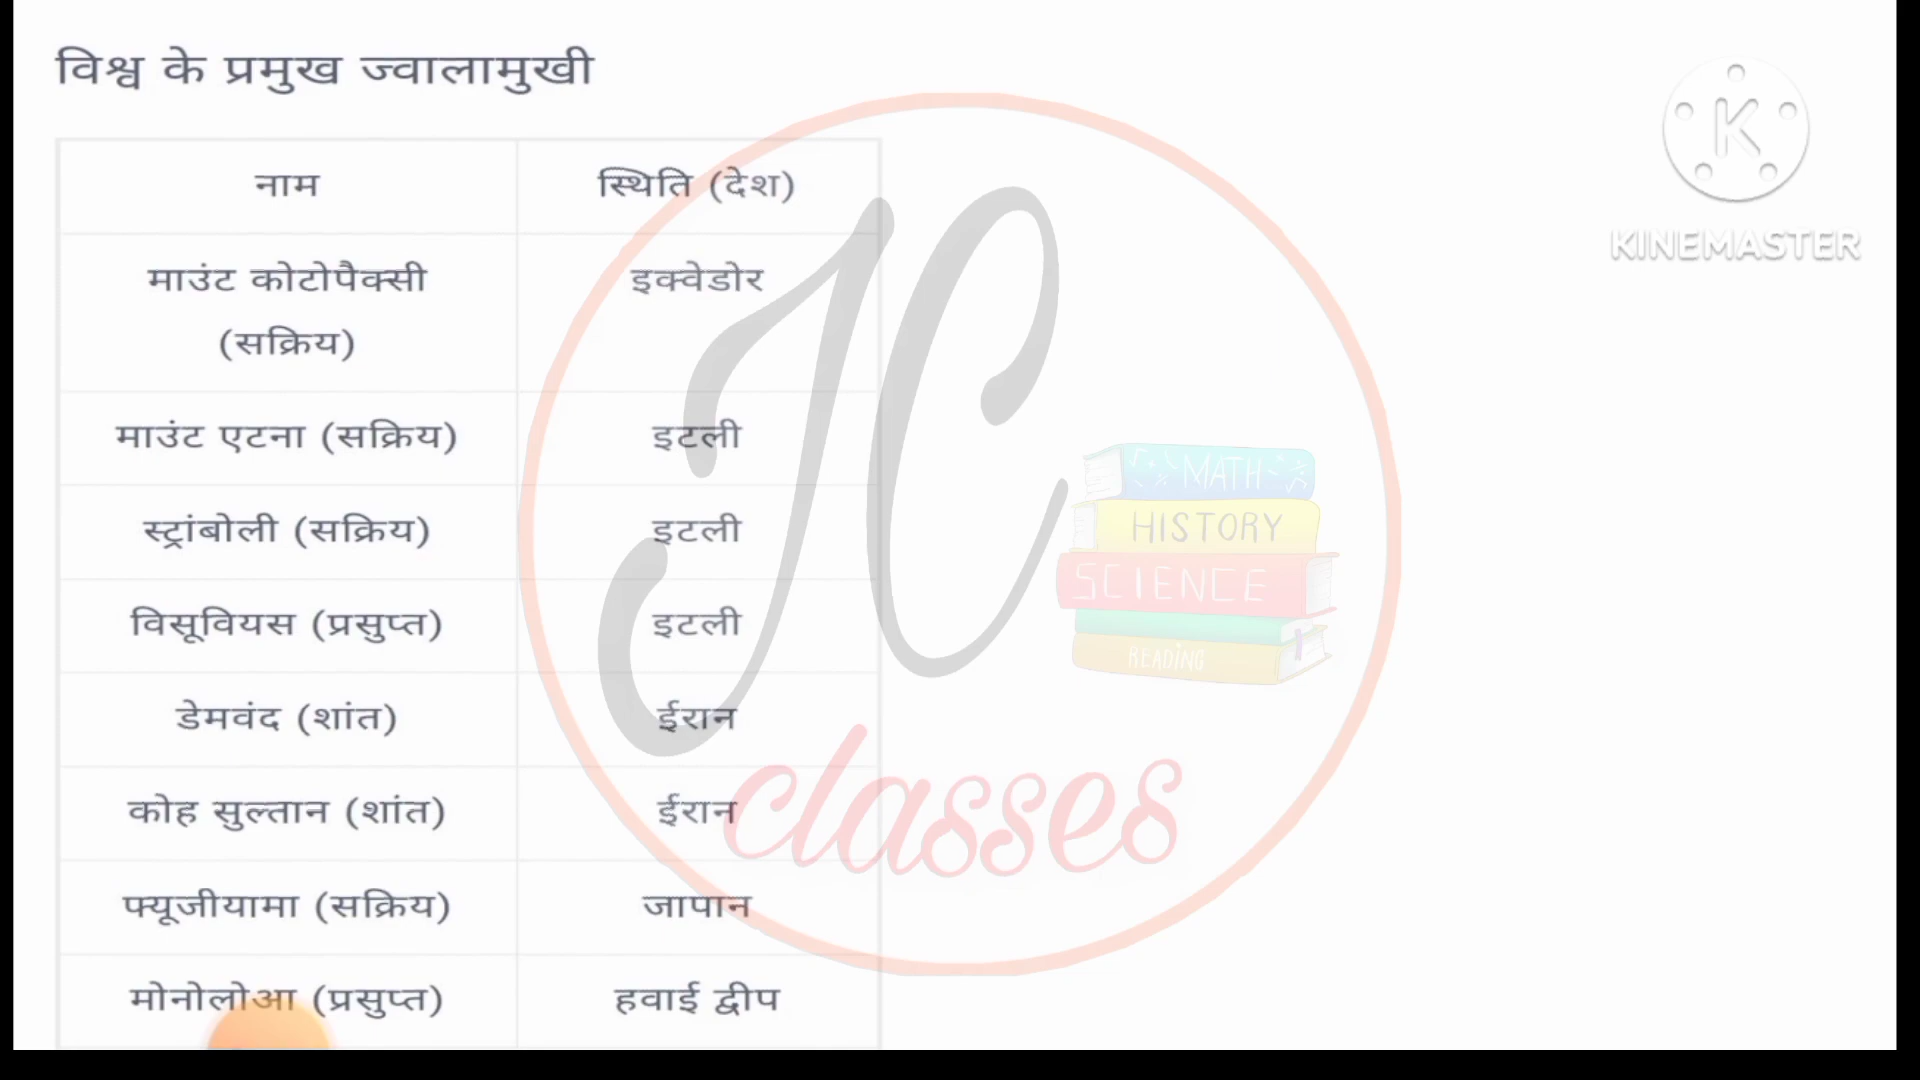 विश्व के प्रमुख ज्वालामुखी
नाम स्थिति (देश)
माउंट कोटोपैक्सी इक्वेडोर
(सक्रिय)
माउंट एटना (सक्रिय) इटली
स्ट्रांबोली (सक्रिय) इटली
विसूवियस (प्रसुप्त) इटली
डेमवंद (शांत) ईरान
कोह सुल्तान (शांत) ईरान
फ्यूजीयामा (सक्रिय) जापान
मोनोलोआ (प्रसुप्त) हवाई द्वीप
K
KINEMASTER
JC
MATH
HISTORY
SCIENCE
READING
classes